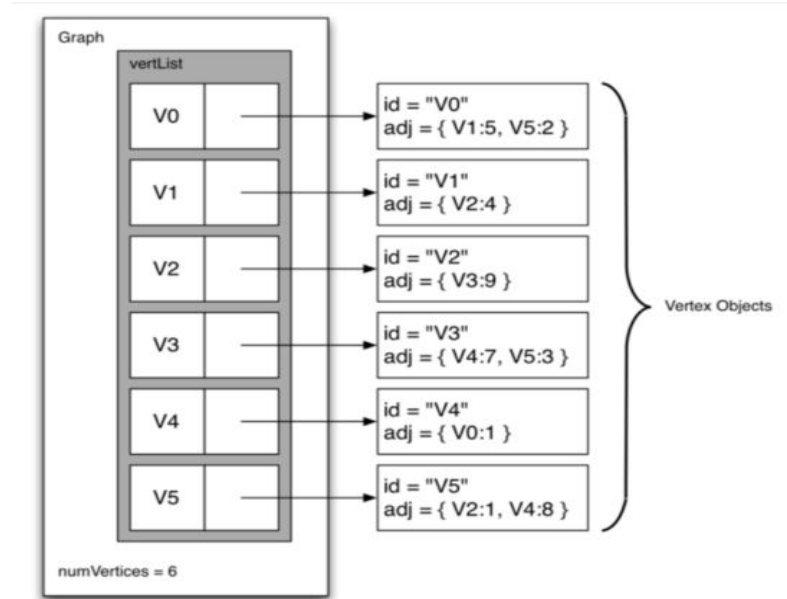 Graph
vertList
V0
id = "V0"
adj = { V1:5, V5:2 }
V1
id = "V1"
adj = { V2:4 }
V2
id = "V2"
adj = { V3:9 }
V3
id = "V3"
adj = { V4:7, V5:3 }
V4
id = "V4"
adj = { V0:1 }
V5
id = "V5"
adj = { V2:1, V4:8 }
Vertex Objects
numVertices = 6